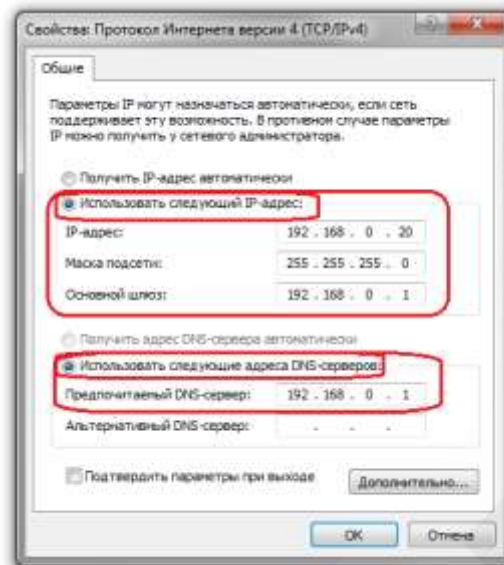 Свойства: Протокол Интернета версии 4 (TCP/IPv4)
Общие
Параметры IP могут назначаться автоматически, если сеть
поддерживает эту возможность. В противном случае параметры
IP можно получить у сетевого администратора.
Получить IP-адрес автоматически
Использовать следующий IP-адрес:
IP-адрес: 192 . 168 . 0 . 20
Маска подсети: 255 . 255 . 255 . 0
Основной шлюз: 192 . 168 . 0 . 1
Получить адрес DNS-сервера автоматически
Использовать следующие адреса DNS-серверов:
Предпочитаемый DNS-сервер: 192 . 168 . 0 . 1
Альтернативный DNS-сервер: . . .
Подтвердить параметры при выходе
Дополнительно...
OK Отмена